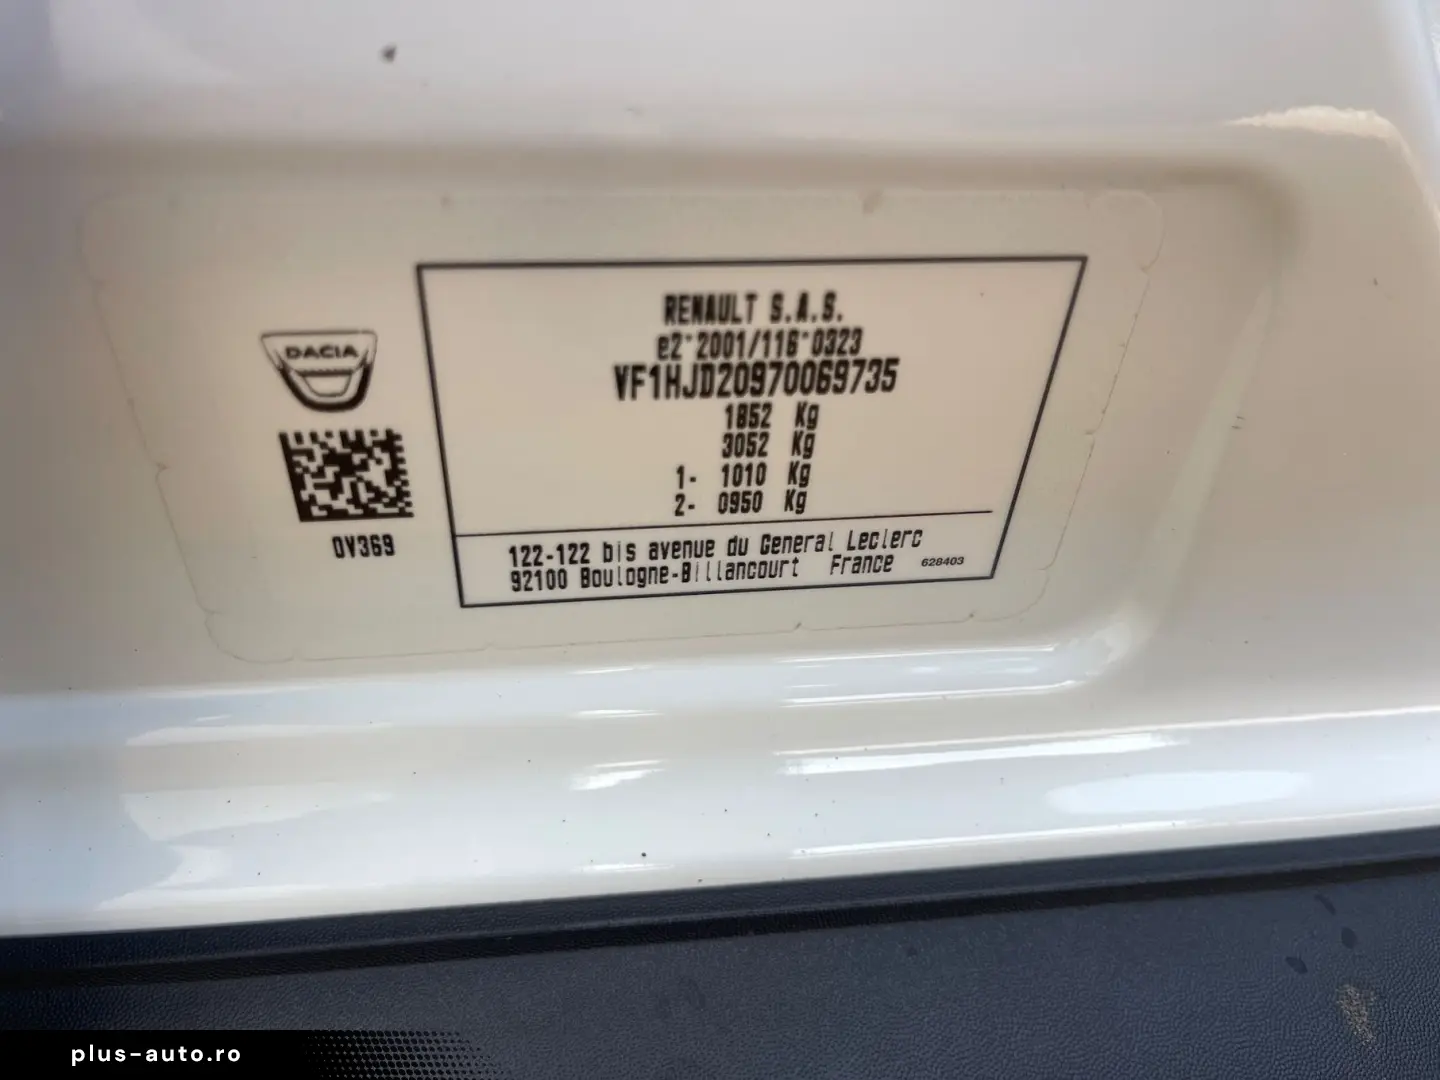 RENAULT S.A.S.
e2*2001/116*0323
VF1HJD20970069735
1852 Kg
3052 Kg
1- 1010 Kg
2- 0950 Kg
DACIA
0V369
122-122 bis avenue du General Leclerc
92100 Boulogne-Billancourt France 628403
plus-auto.ro